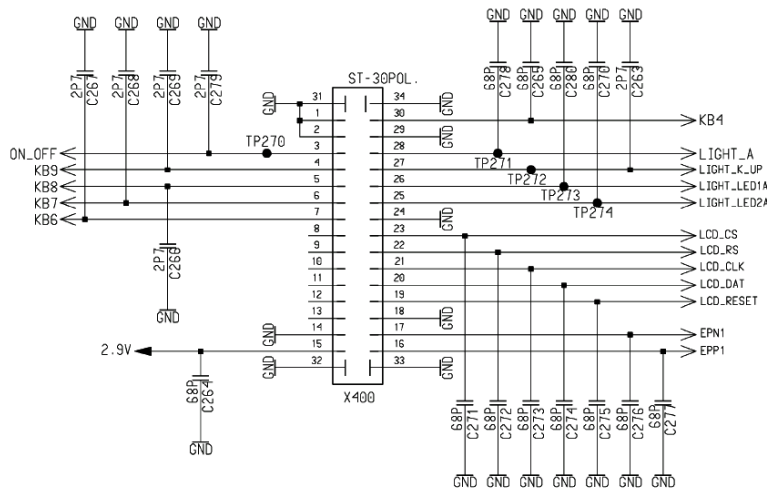 GND GND GND GND
GND GND GND GND GND
2P7 C267
2P7 C268
2P7 C269
2P7 C279
68P C278
68P C265
68P C280
68P C270
2P7 C263
ST-30POL.
GND 31 34 GND
1 30 KB4
2 29 GND
ON_OFF TP270 3 28 TP271 LIGHT_A
KB9 4 27 TP272 LIGHT_K_UP
KB8 5 26 TP273 LIGHT_LED1A
KB7 6 25 TP274 LIGHT_LED2A
KB6 7 24 GND
8 23 LCD_CS
9 22 LCD_RS
10 21 LCD_CLK
11 20 LCD_DAT
12 19 LCD_RESET
13 18 GND
GND 14 17 EPN1
2.9V 15 16 EPP1
GND 32 33 GND
2P7
GND
X400
68P C264
GND
68P C271
68P C272
68P C273
68P C274
68P C275
68P C276
68P C277
GND GND GND GND GND GND GND